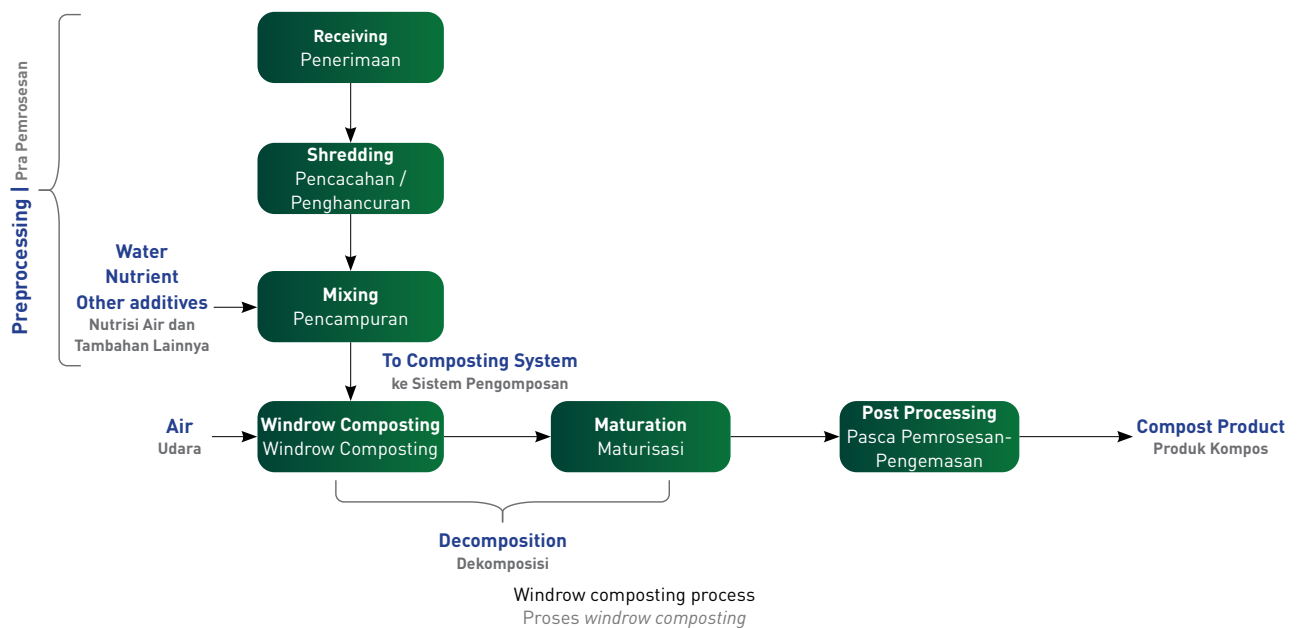 Receiving
Penerimaan
Preprocessing | Pra Pemrosesan
Shredding
Pencacahan /
Penghancuran
Water
Nutrient
Other additives
Nutrisi Air dan
Tambahan Lainnya
Mixing
Pencampuran
To Composting System
ke Sistem Pengomposan
Air
Udara
Windrow Composting
Windrow Composting
Maturation
Maturisasi
Post Processing
Pasca Pemrosesan-
Pengemasan
Compost Product
Produk Kompos
Decomposition
Dekomposisi
Windrow composting process
Proses windrow composting